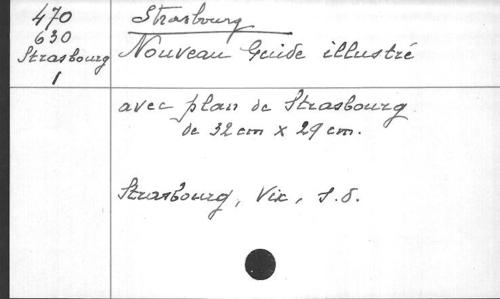 470
630
Strasbourg
1
Strasbourg
Nouveau Guide illustré
avec plan de Strasbourg
de 32 cm x 29 cm.
Strasbourg, Vix, s.d.